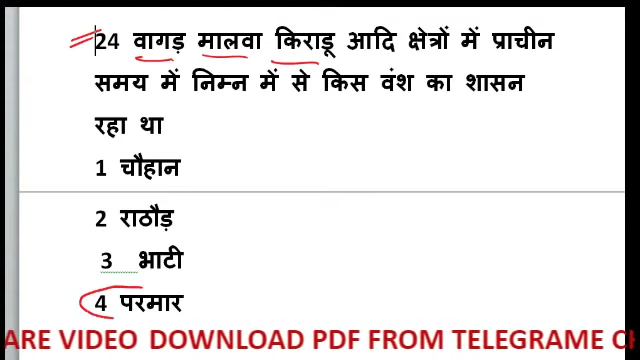 24 वागड़ मालवा किराडू आदि क्षेत्रों में प्राचीन
समय में निम्न में से किस वंश का शासन
रहा था
1 चौहान
2 राठौड़
3 भाटी
4 परमार
ARE VIDEO DOWNLOAD PDF FROM TELEGRAME C